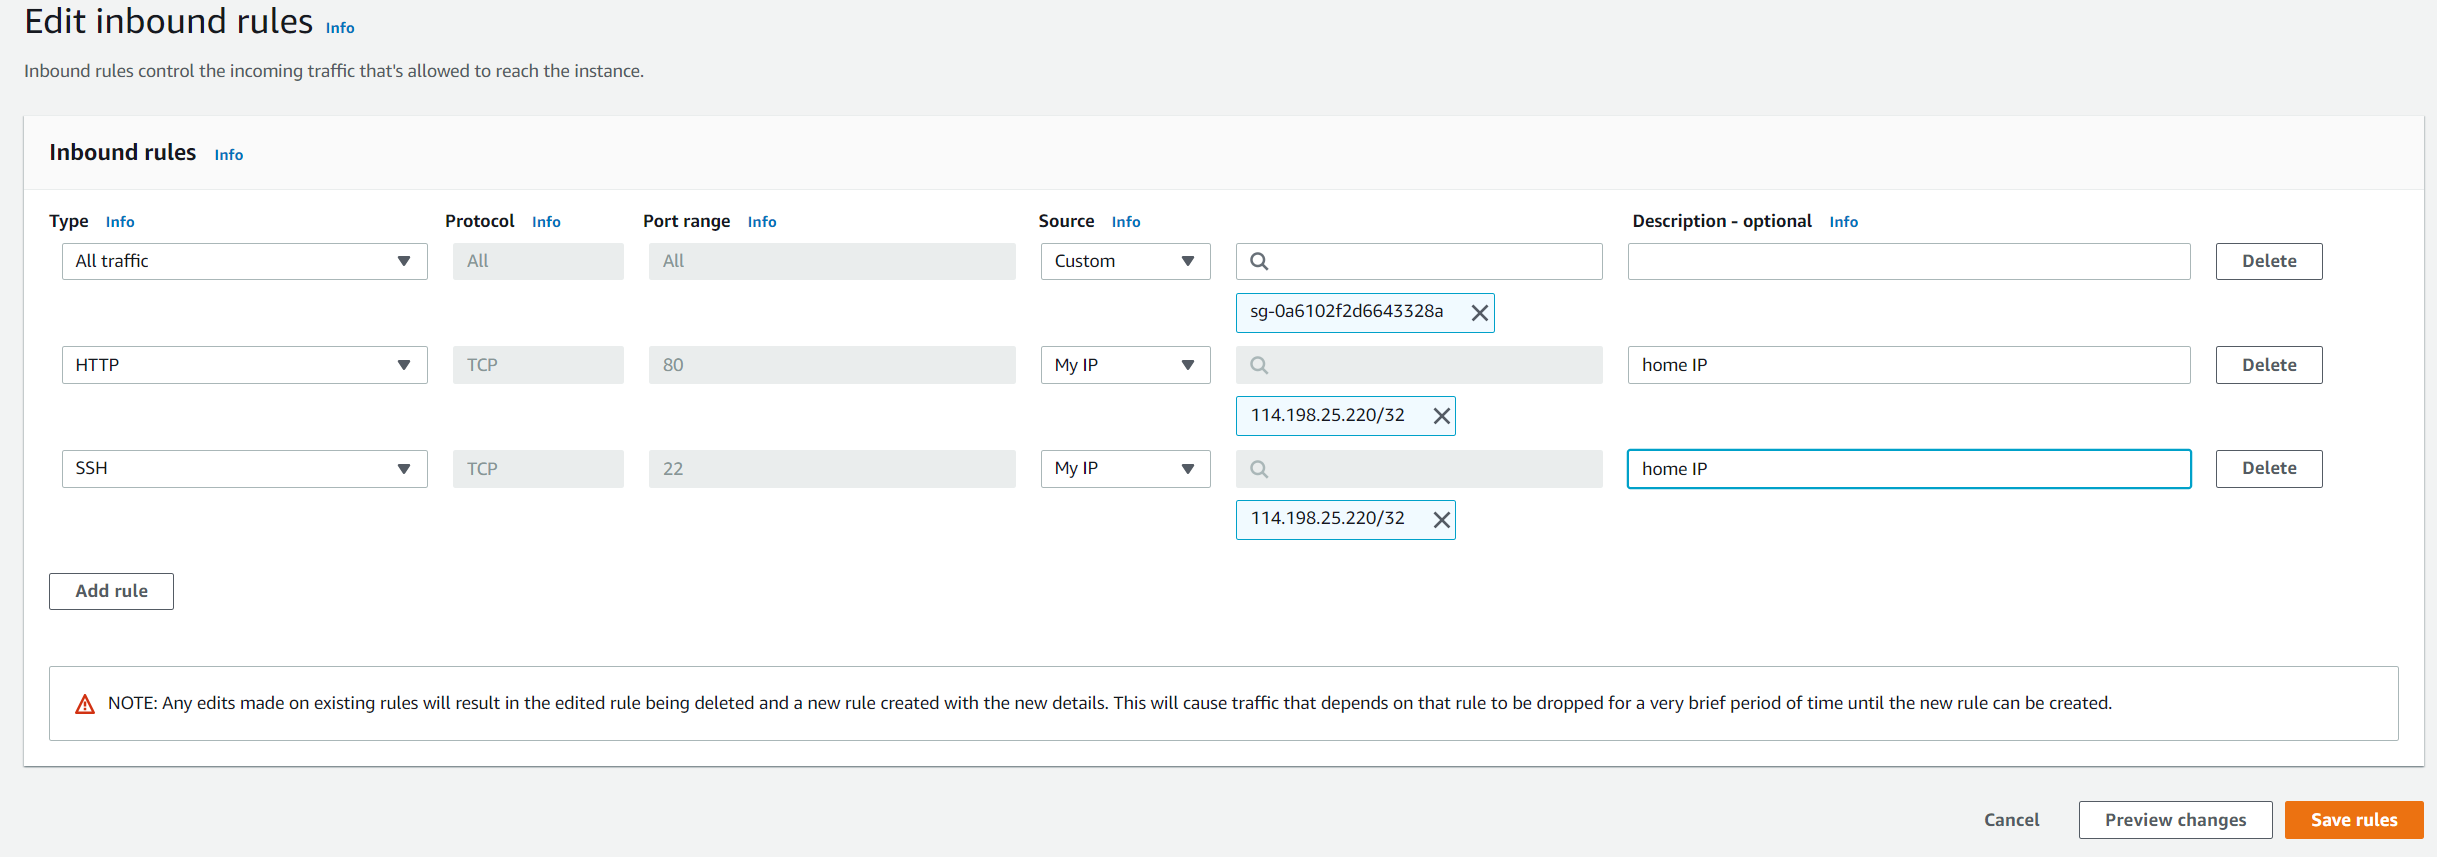 Edit inbound rules Info
Inbound rules control the incoming traffic that's allowed to reach the instance.
Inbound rules Info
Type Info Protocol Info Port range Info Source Info Description - optional Info
All traffic All All Custom Delete
sg-0a6102f2d6643328a
HTTP TCP 80 My IP home IP Delete
114.198.25.220/32
SSH TCP 22 My IP home IP Delete
114.198.25.220/32
Add rule
NOTE: Any edits made on existing rules will result in the edited rule being deleted and a new rule created with the new details. This will cause traffic that depends on that rule to be dropped for a very brief period of time until the new rule can be created.
Cancel Preview changes Save rules